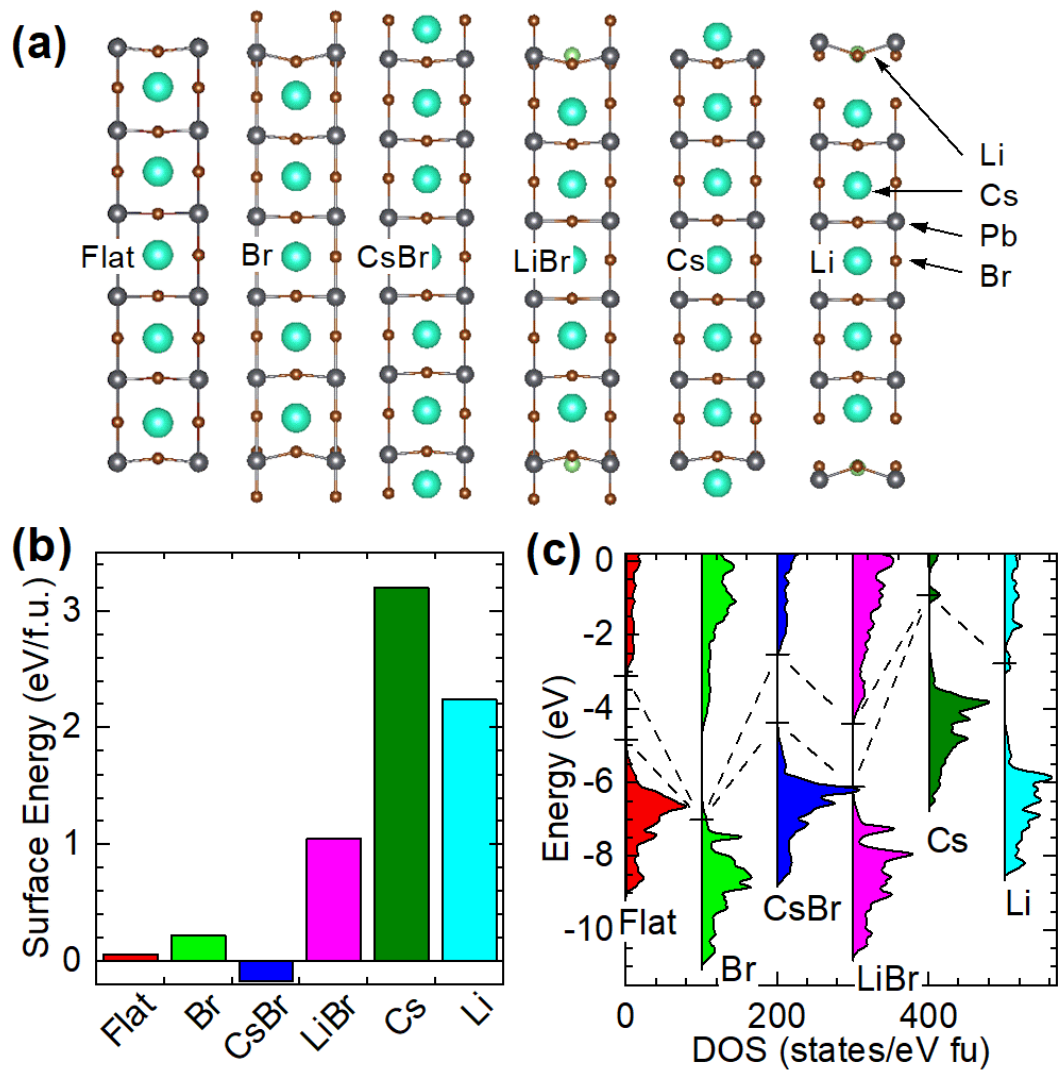 (a)
Flat
Br
CsBr
LiBr
Cs
Li
Li
Cs
Pb
Br
(b)
Surface Energy (eV/f.u.)
3
2
1
0
Flat
Br
CsBr
LiBr
Cs
Li
(c)
Energy (eV)
0
-2
-4
-6
-8
-10
Flat
Br
CsBr
LiBr
Cs
Li
0 200 400
DOS (states/eV fu)